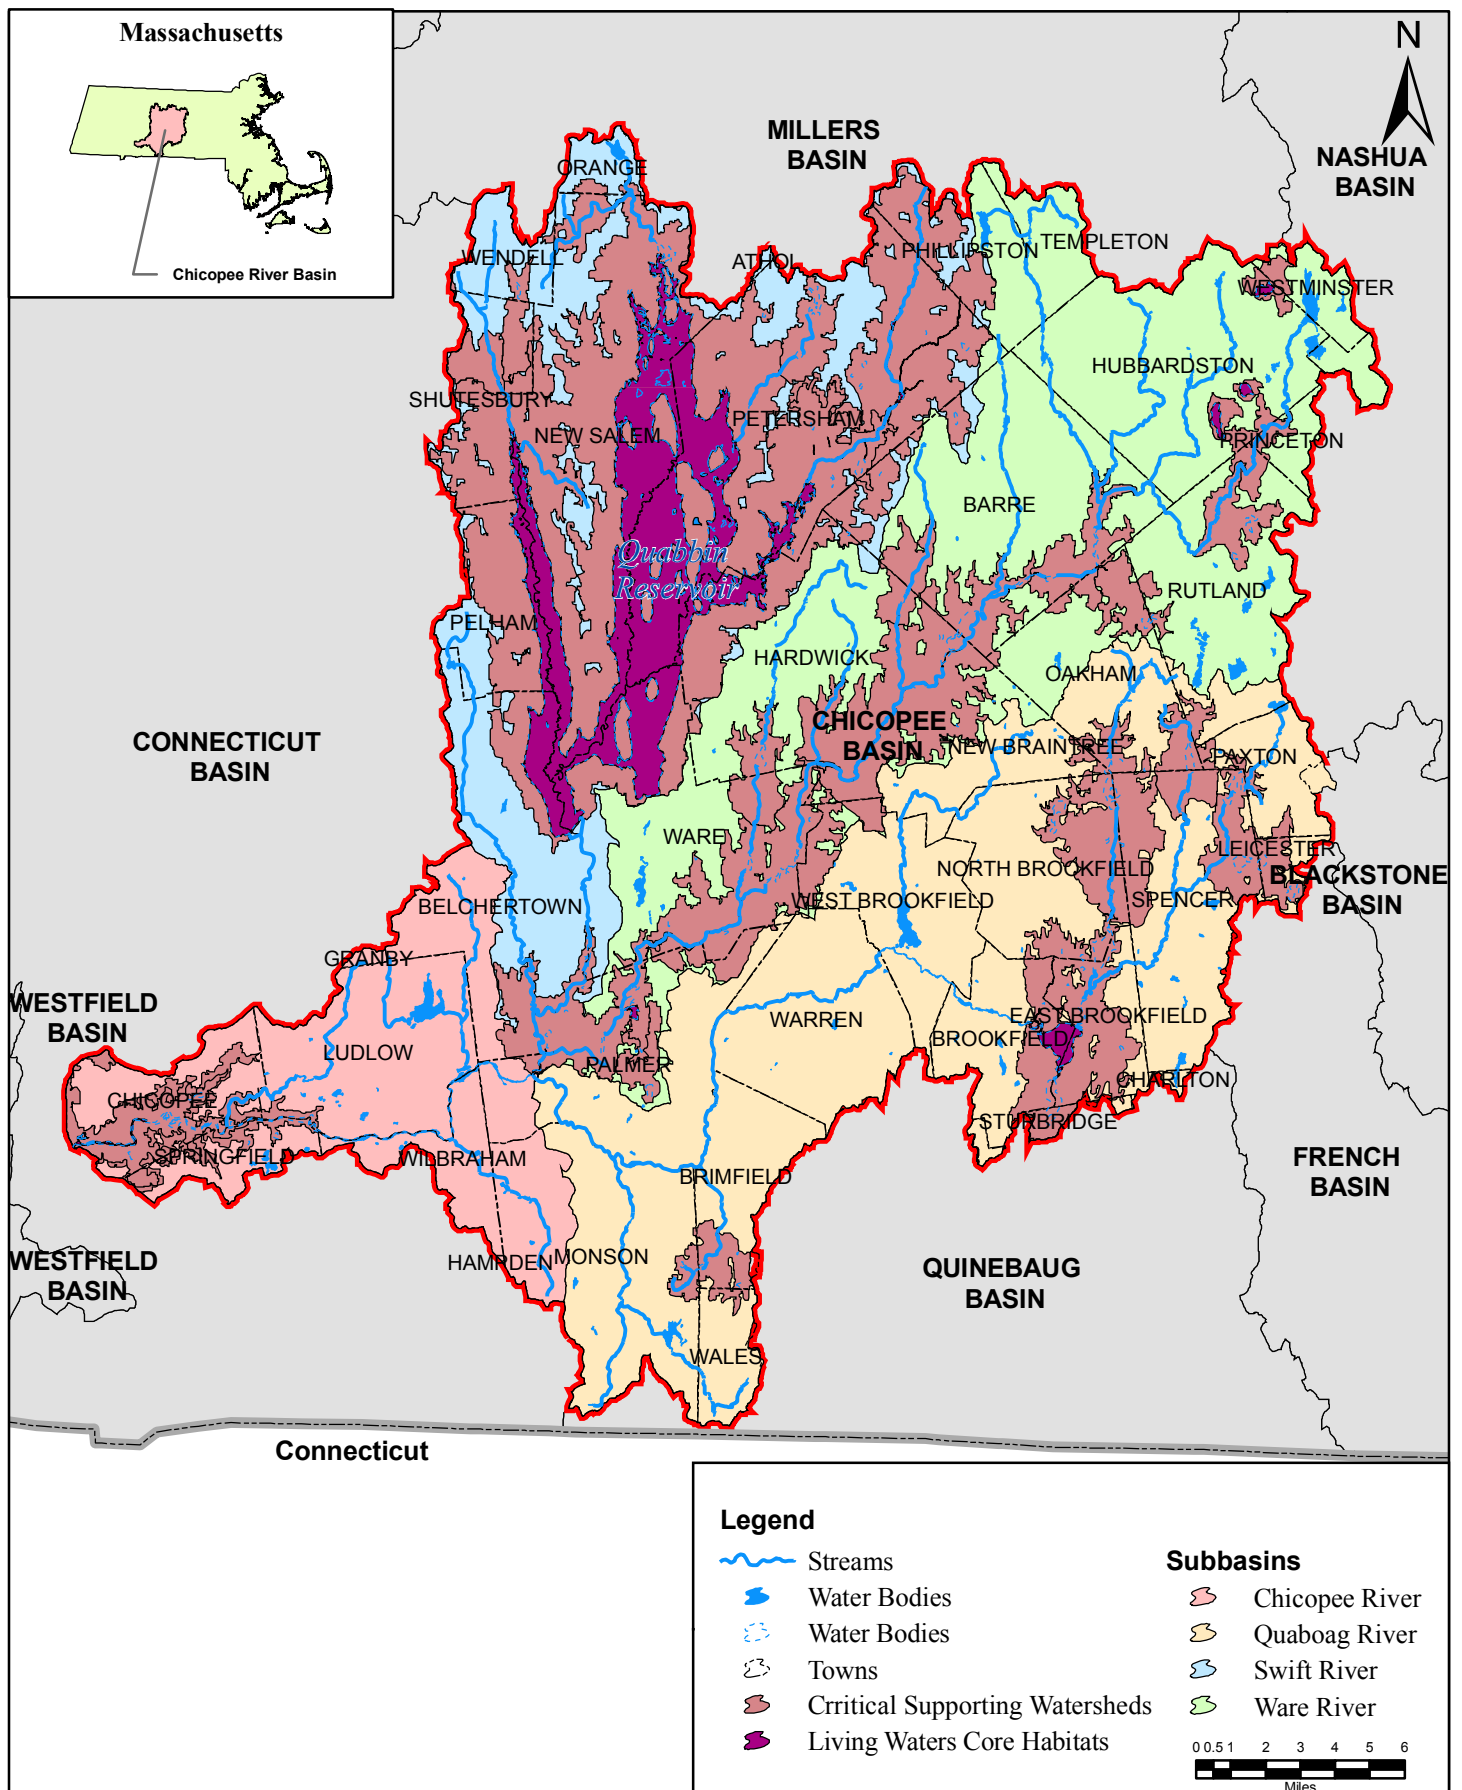 Massachusetts
Chicopee River Basin
N
MILLERS
BASIN
NASHUA
BASIN
ORANGE
WENDELL
ATHOL
PHILLIPSTON
TEMPLETON
WESTMINSTER
HUBBARDSTON
SHUTESBURY
NEW SALEM
PETERSHAM
PRINCETON
BARRE
Quabbin
Reservoir
RUTLAND
PELHAM
HARDWICK
OAKHAM
CHICOPEE
BASIN
NEW BRAINTREE
PAXTON
CONNECTICUT
BASIN
WARE
NORTH BROOKFIELD
LEICESTER
BLACKSTONE
BASIN
BELCHERTOWN
WEST BROOKFIELD
SPENCER
GRANBY
WESTFIELD
BASIN
LUDLOW
WARREN
EAST BROOKFIELD
BROOKFIELD
PALMER
CHARLTON
CHICOPEE
STURBRIDGE
SPRINGFIELD
WILBRAHAM
BRIMFIELD
FRENCH
BASIN
HAMPDEN
MONSON
WESTFIELD
BASIN
QUINEBAUG
BASIN
WALES
Connecticut
Legend
Streams
Water Bodies
Water Bodies
Towns
Crritical Supporting Watersheds
Living Waters Core Habitats
Subbasins
Chicopee River
Quaboag River
Swift River
Ware River
0 0.5 1 2 3 4 5 6
Miles